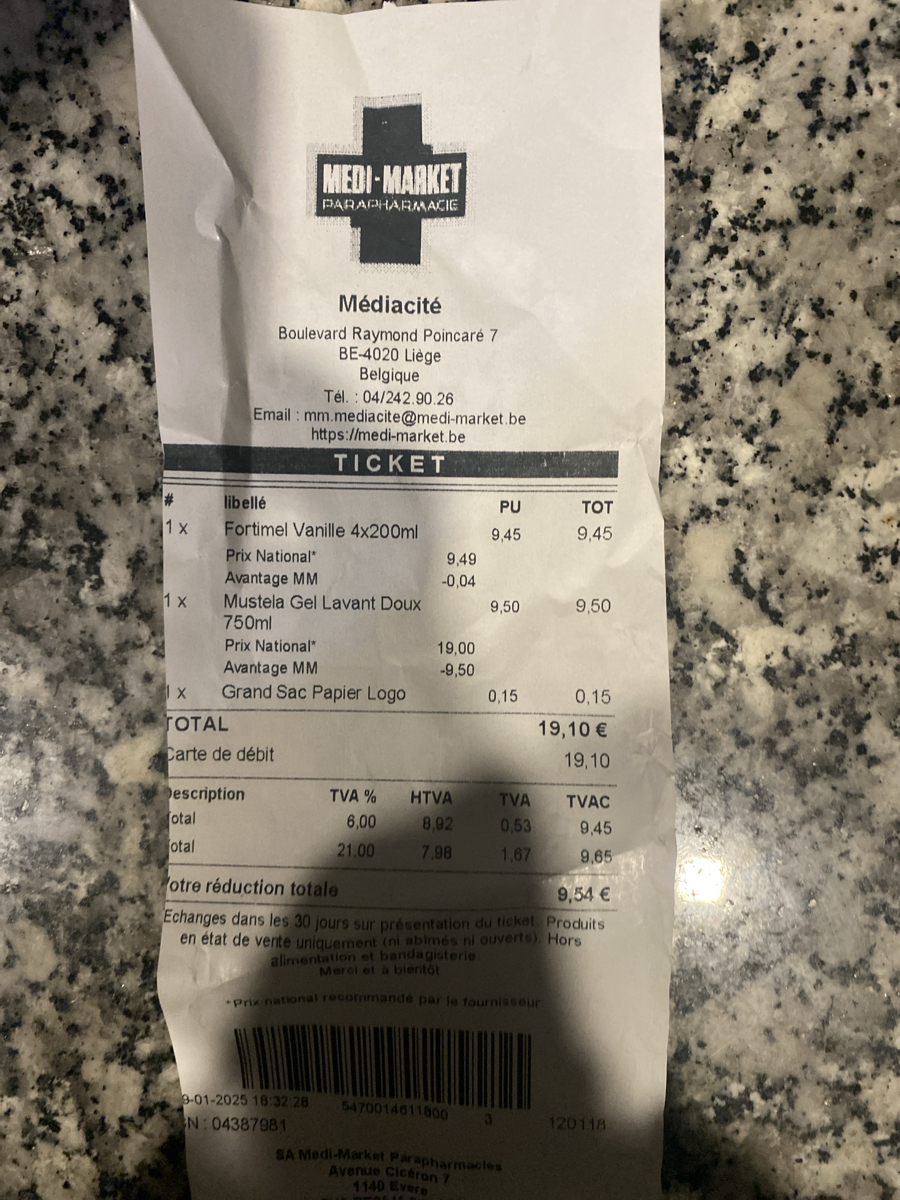 MEDI-MARKET
PARAPHARMACIE
Médiacité
Boulevard Raymond Poincaré 7
BE-4020 Liège
Belgique
Tél. : 04/242.90.26
Email : mm.mediacite@medi-market.be
https://medi-market.be
TICKET
# libellé PU TOT
1 x Fortimel Vanille 4x200ml 9,45 9,45
Prix National* 9,49
Avantage MM -0,04
1 x Mustela Gel Lavant Doux 9,50 9,50
750ml
Prix National* 19,00
Avantage MM -9,50
x Grand Sac Papier Logo 0,15 0,15
TOTAL 19,10 €
Carte de débit 19,10
Description TVA % HTVA TVA TVAC
otal 6,00 8,92 0,53 9,45
otal 21,00 7,98 1,67 9,65
otre réduction totale 9,54 €
Echanges dans les 30 jours sur présentation du ticket. Produits
en état de vente uniquement (ni abîmés ni ouverts). Hors
alimentation et bandagisterie.
Merci et à bientôt
*Prix national recommandé par le fournisseur
9-01-2025 18:32:28 5470014611800 3 120118
N : 04387981
SA Medi-Market Parapharmacies
Avenue Cicéron 7
1140 Evere